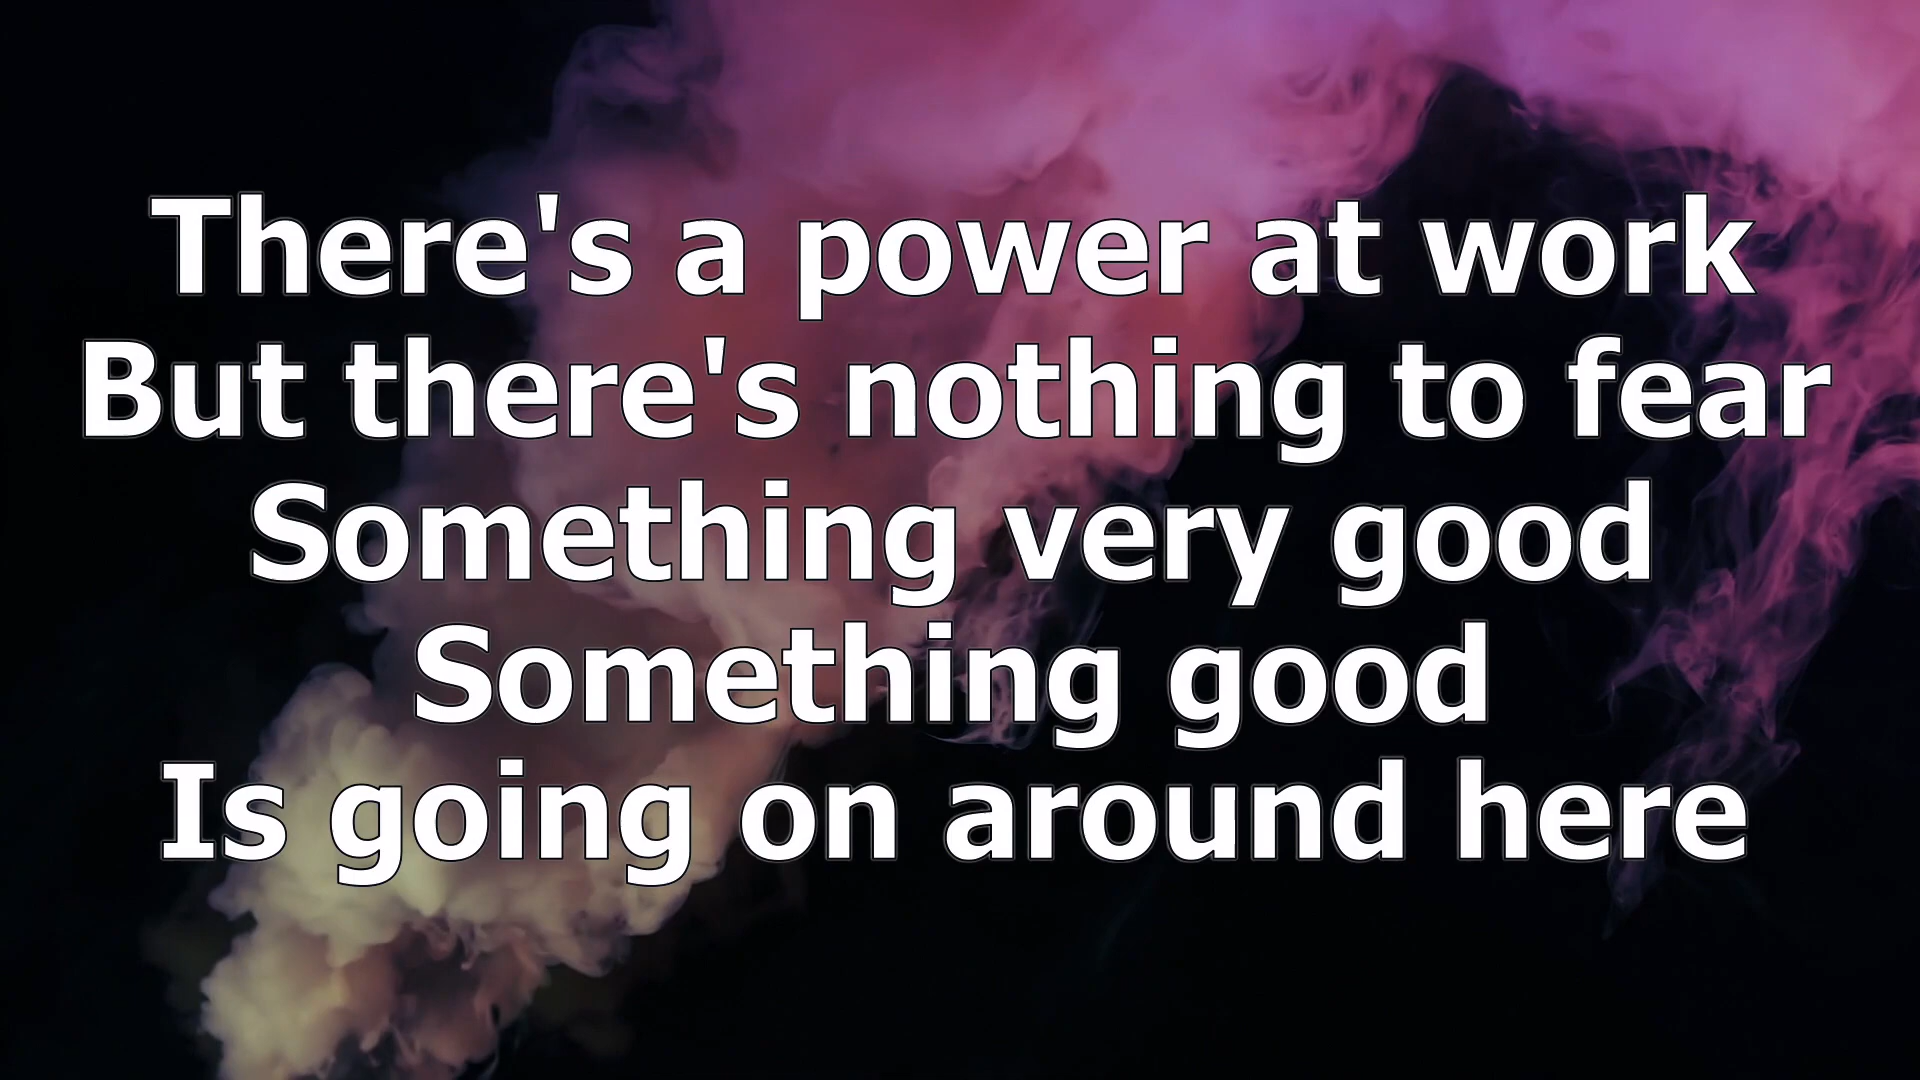 There's a power at work
But there's nothing to fear
Something very good
Something good
Is going on around here